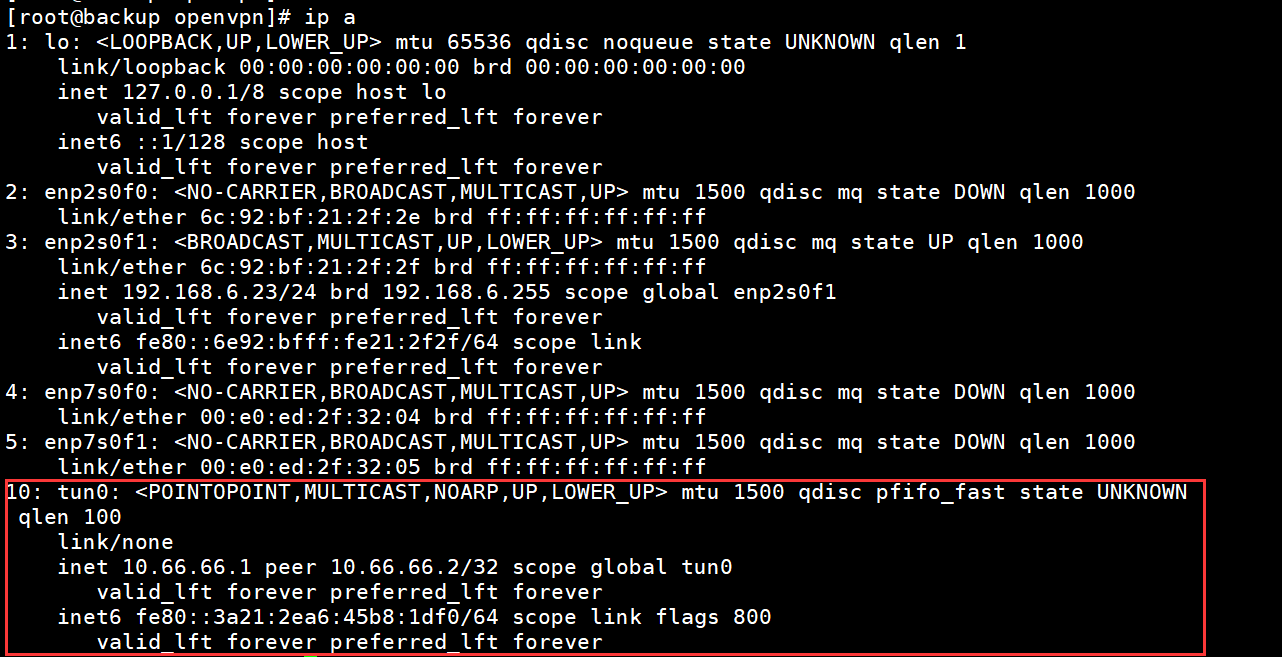 [root@backup openvpn]# ip a
1: lo: <LOOPBACK,UP,LOWER_UP> mtu 65536 qdisc noqueue state UNKNOWN qlen 1
    link/loopback 00:00:00:00:00:00 brd 00:00:00:00:00:00
    inet 127.0.0.1/8 scope host lo
       valid_lft forever preferred_lft forever
    inet6 ::1/128 scope host
       valid_lft forever preferred_lft forever
2: enp2s0f0: <NO-CARRIER,BROADCAST,MULTICAST,UP> mtu 1500 qdisc mq state DOWN qlen 1000
    link/ether 6c:92:bf:21:2f:2e brd ff:ff:ff:ff:ff:ff
3: enp2s0f1: <BROADCAST,MULTICAST,UP,LOWER_UP> mtu 1500 qdisc mq state UP qlen 1000
    link/ether 6c:92:bf:21:2f:2f brd ff:ff:ff:ff:ff:ff
    inet 192.168.6.23/24 brd 192.168.6.255 scope global enp2s0f1
       valid_lft forever preferred_lft forever
    inet6 fe80::6e92:bfff:fe21:2f2f/64 scope link
       valid_lft forever preferred_lft forever
4: enp7s0f0: <NO-CARRIER,BROADCAST,MULTICAST,UP> mtu 1500 qdisc mq state DOWN qlen 1000
    link/ether 00:e0:ed:2f:32:04 brd ff:ff:ff:ff:ff:ff
5: enp7s0f1: <NO-CARRIER,BROADCAST,MULTICAST,UP> mtu 1500 qdisc mq state DOWN qlen 1000
    link/ether 00:e0:ed:2f:32:05 brd ff:ff:ff:ff:ff:ff
10: tun0: <POINTOPOINT,MULTICAST,NOARP,UP,LOWER_UP> mtu 1500 qdisc pfifo_fast state UNKNOWN
 qlen 100
    link/none
    inet 10.66.66.1 peer 10.66.66.2/32 scope global tun0
       valid_lft forever preferred_lft forever
    inet6 fe80::3a21:2ea6:45b8:1df0/64 scope link flags 800
       valid_lft forever preferred_lft forever